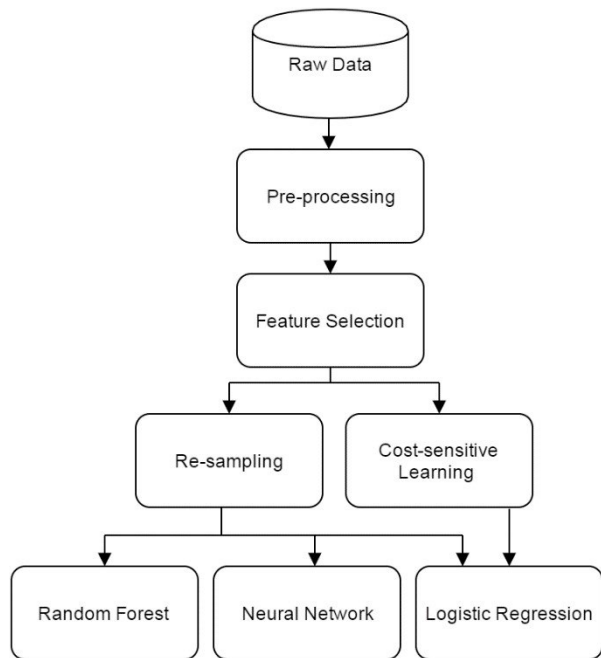 Raw Data
Pre-processing
Feature Selection
Re-sampling
Cost-sensitive
Learning
Random Forest
Neural Network
Logistic Regression